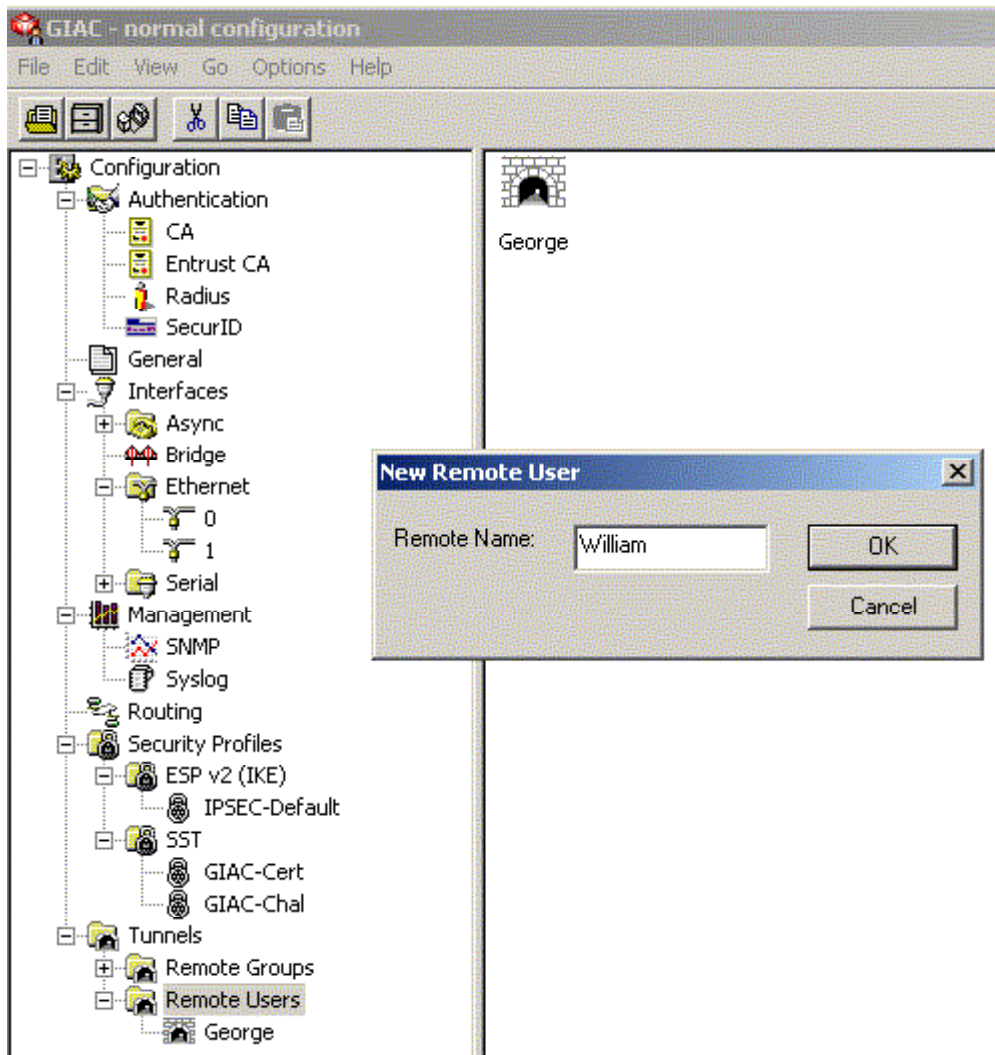 GIAC - normal configuration
File Edit View Go Options Help
Configuration
Authentication
CA
Entrust CA
Radius
SecurID
General
Interfaces
Async
Bridge
Ethernet
0
1
Serial
Management
SNMP
Syslog
Routing
Security Profiles
ESP v2 (IKE)
IPSEC-Default
SST
GIAC-Cert
GIAC-Chal
Tunnels
Remote Groups
Remote Users
George
George
New Remote User
Remote Name:
William
OK
Cancel